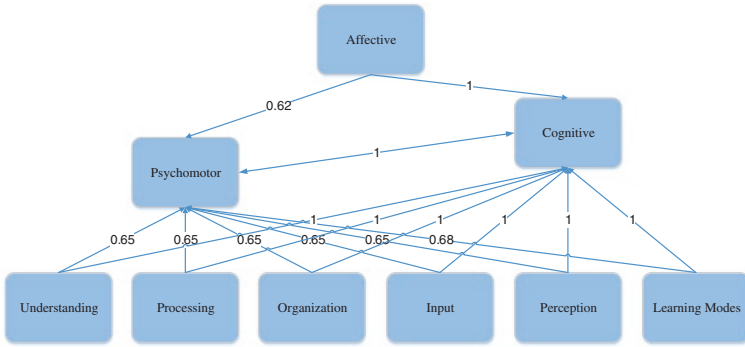 Affective
0.62
1
Cognitive
1
Psychomotor
1
1
1
1
1
1
0.65
0.65
0.65
0.65
0.65
0.68
Understanding
Processing
Organization
Input
Perception
Learning Modes